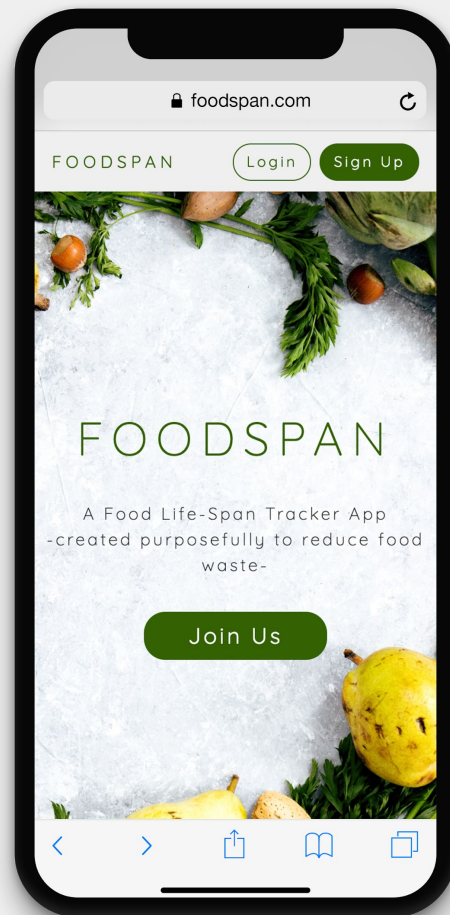 foodspan.com
FOODSPAN
Login
Sign Up
FOODSPAN
A Food Life-Span Tracker App
-created purposefully to reduce food
waste-
Join Us